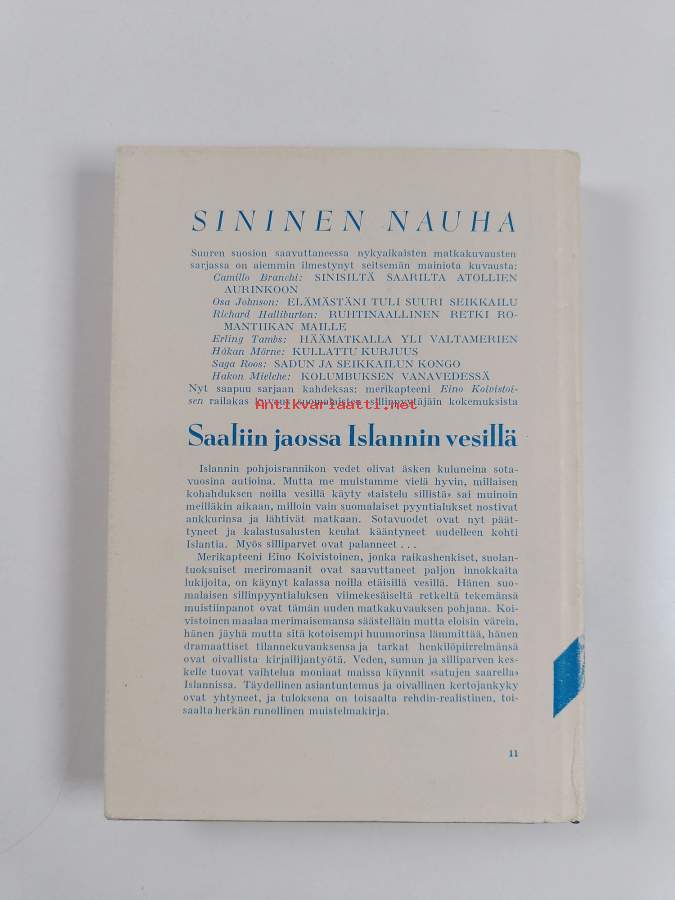 SININEN NAUHA
Suuren suosion saavuttaneessa nykyaikaisten matkakuvausten
sarjassa on aiemmin ilmestynyt seitsemän mainiota kuvausta:
Camillo Branchi: SINISILTÄ SAARILTA ATOLLIEN
AURINKOON
Osa Johnson: ELÄMÄSTÄNI TULI SUURI SEIKKAILU
Richard Halliburton: RUHTINAALLINEN RETKI RO-
MANTIIKAN MAILLE
Erling Tambs: HÄÄMATKALLA YLI VALTAMERIEN
Håkan Mörne: KULLATTU KURJUUS
Saga Roos: SADUN JA SEIKKAILUN KONGO
Hakon Mielche: KOLUMBUKSEN VANAVEDESSÄ
Nyt saapuu sarjaan kahdeksas: merikapteeni Eino Koivistoi-
sen railakas kuvaus suomalaisten sillinpyytäjäin kokemuksista
Antikvariaatti.net
Saaliin jaossa Islannin vesillä
Islannin pohjoisrannikon vedet olivat äsken kuluneina sota-
vuosina autioina. Mutta me muistamme vielä hyvin, millaisen
kohahduksen noilla vesillä käyty »taistelu sillistä» sai muinoin
meilläkin aikaan, milloin vain suomalaiset pyyntialukset nostivat
ankkurinsa ja lähtivät matkaan. Sotavuodet ovat nyt päät-
tyneet ja kalastusalusten keulat kääntyneet uudelleen kohti
Islantia. Myös silliparvet ovat palanneet . . .
Merikapteeni Eino Koivistoinen, jonka raikashenkiset, suolan-
tuoksuiset meriromaanit ovat saavuttaneet paljon innokkaita
lukijoita, on käynyt kalassa noilla etäisillä vesillä. Hänen suo-
malaisen sillinpyyntialuksen viimekesäiseltä retkeltä tekemänsä
muistiinpanot ovat tämän uuden matkakuvauksen pohjana. Koi-
vistoinen maalaa merimaisemansa säästelläin mutta eloisin värein,
hänen jäyhä mutta sitä kotoisempi huumorinsa lämmittää, hänen
dramaattiset tilannekuvauksensa ja tarkat henkilöpiirrelmänsä
ovat oivallista kirjailijantyötä. Veden, sumun ja silliparven kes-
kelle tuovat vaihtelua moniaat maissa käynnit »satujen saarella»
Islannissa. Täydellinen asiantuntemus ja oivallinen kertojankyky
ovat yhtyneet, ja tuloksena on toisaalta rehdin-realistinen, toi-
saalta herkän runollinen muistelmakirja.
11